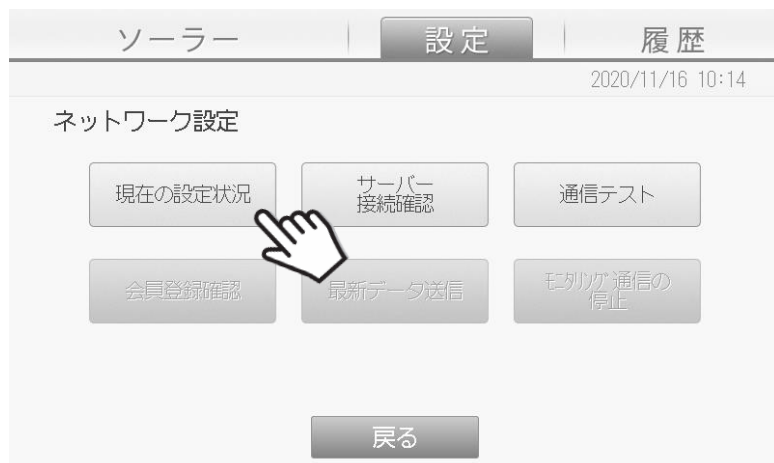 ソーラー 設定 履歴
2020/11/16 10:14
ネットワーク設定
現在の設定状況
サーバー
接続確認
通信テスト
会員登録確認
最新データ送信
ﾓﾆﾀﾘﾝｸﾞ通信の
停止
戻る